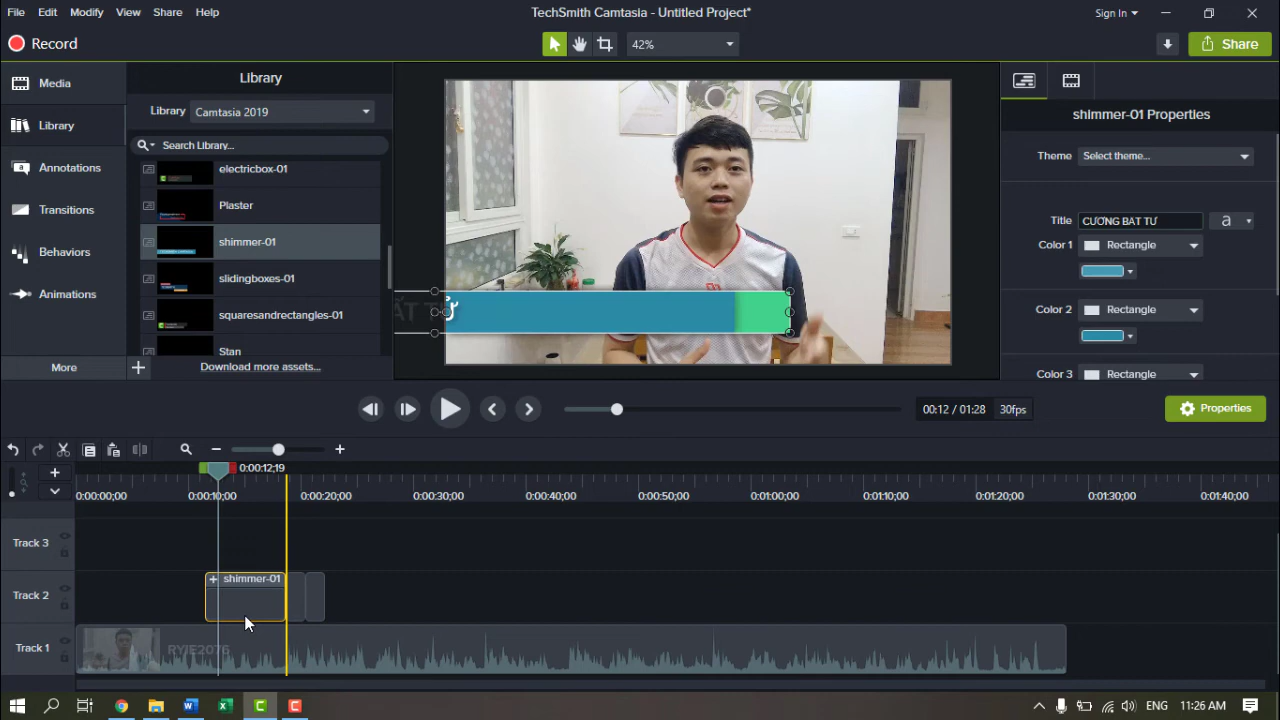 File Edit Modify View Share Help
TechSmith Camtasia - Untitled Project*
Sign In
Record
42%
Share
Media
Library
Annotations
Transitions
Behaviors
Animations
More
Library
Library Camtasia 2019
Search Library...
electricbox-01
Plaster
shimmer-01
slidingboxes-01
squaresandrectangles-01
Stan
Download more assets...
ẤT TỬ
shimmer-01 Properties
Theme Select theme...
Title CƯỜNG BẤT TỬ a
Color 1 Rectangle
Color 2 Rectangle
Color 3 Rectangle
00:12 / 01:28 30fps
Properties
0:00:12;19
0:00:00;00 0:00:10;00 0:00:20;00 0:00:30;00 0:00:40;00 0:00:50;00 0:01:00;00 0:01:10;00 0:01:20;00 0:01:30;00 0:01:40;00
Track 3
Track 2
shimmer-01
Track 1
RYIE2076
ENG 11:26 AM